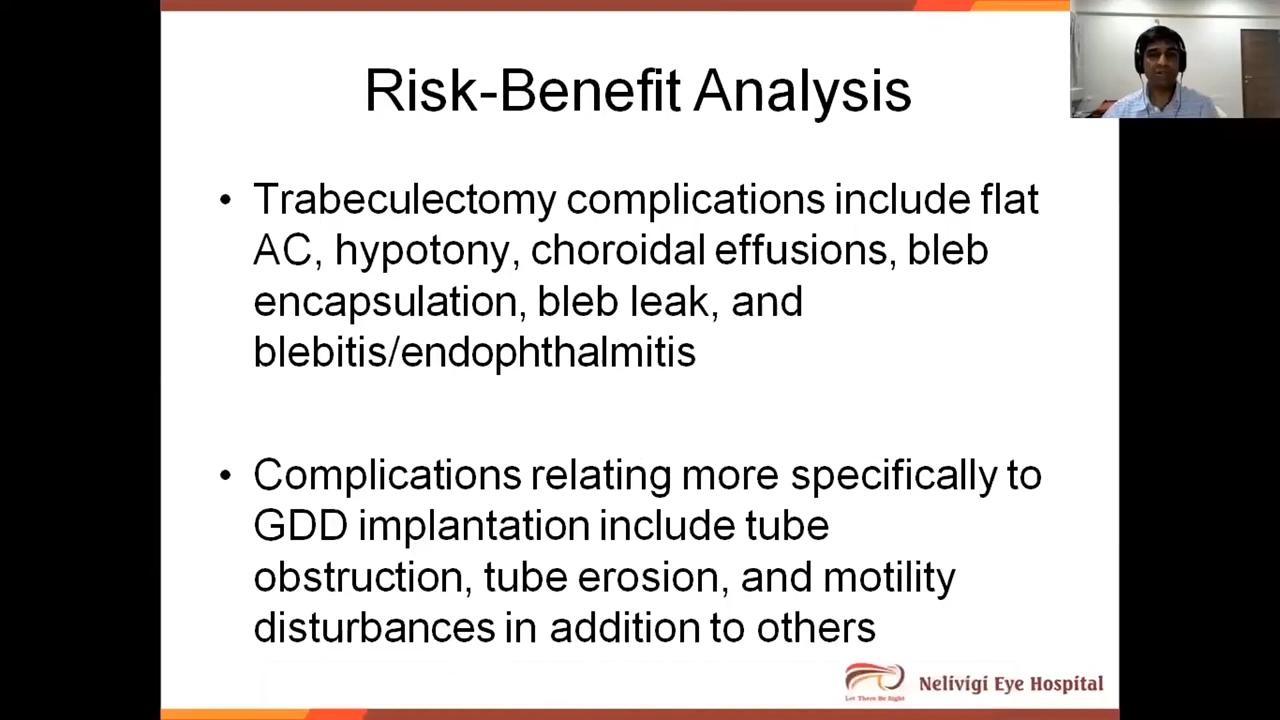 Risk-Benefit Analysis
• Trabeculectomy complications include flat
AC, hypotony, choroidal effusions, bleb
encapsulation, bleb leak, and
blebitis/endophthalmitis
• Complications relating more specifically to
GDD implantation include tube
obstruction, tube erosion, and motility
disturbances in addition to others
Let There Be Sight
Nelivigi Eye Hospital